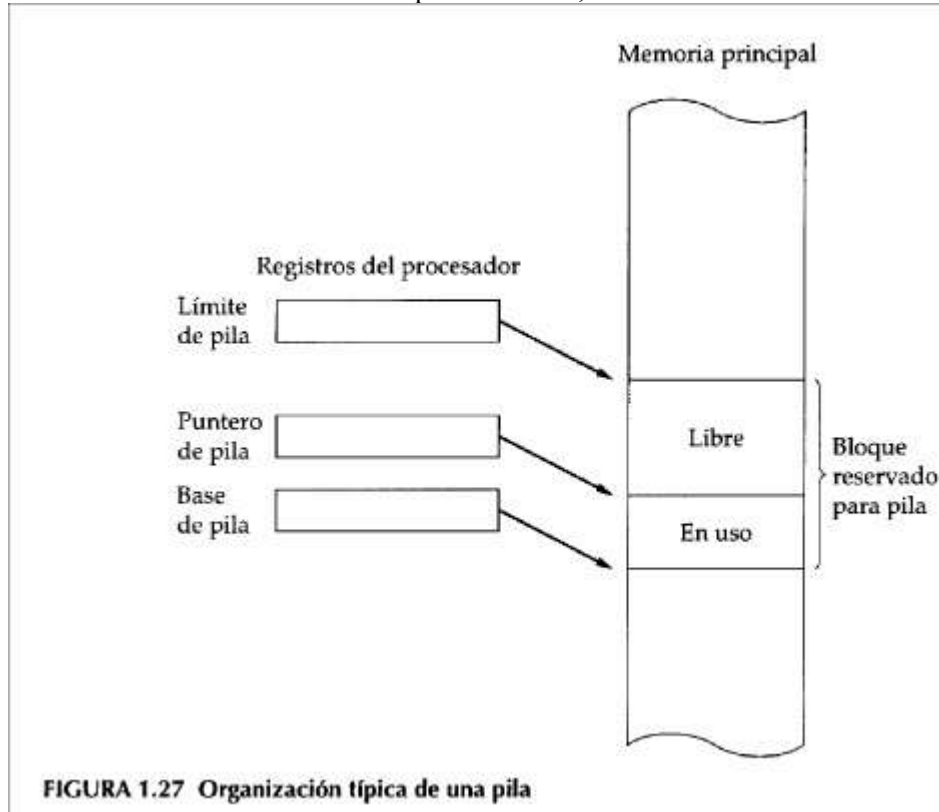 Memoria principal
Registros del procesador
Límite
de pila
Puntero
de pila
Base
de pila
Libre
En uso
Bloque
reservado
para pila
FIGURA 1.27 Organización típica de una pila